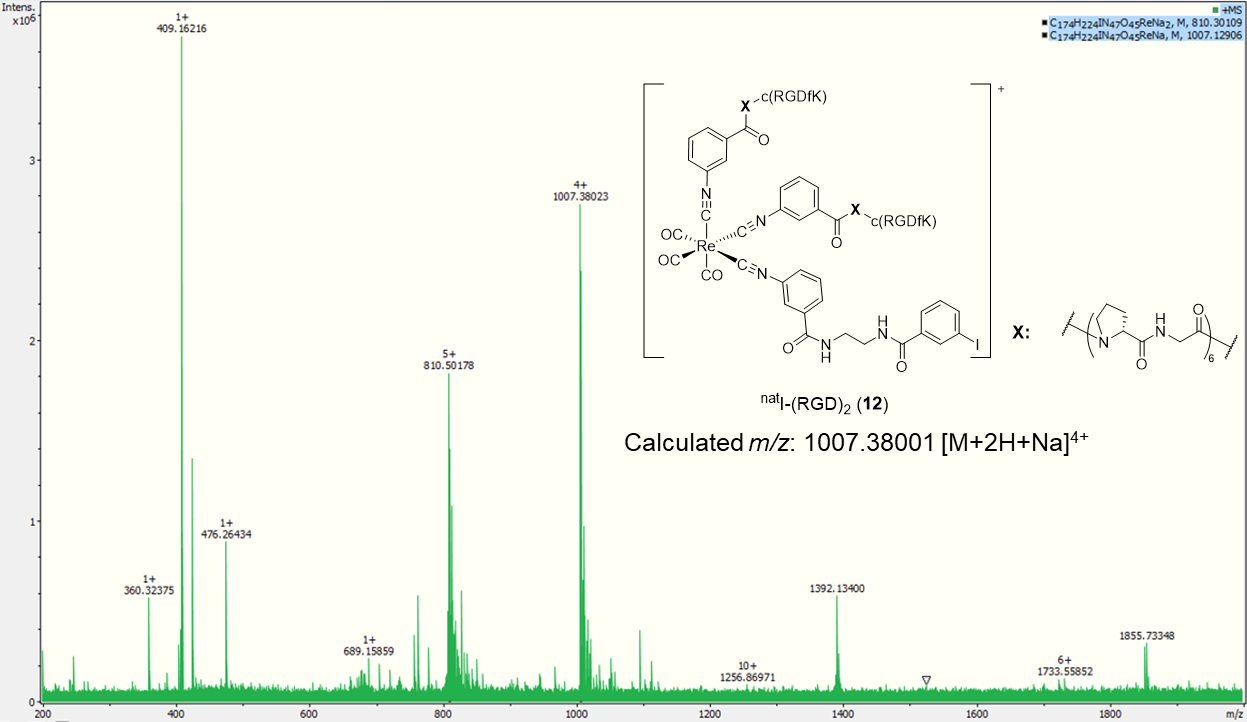 Intens.
x10⁶
+MS
C₁₇₄H₂₂₄IN₄₇O₄₅ReNa₂, M, 810.30109
C₁₇₄H₂₂₄IN₄₇O₄₅ReNa, M, 1007.12906
1+
409.16216
3
2
1
0
4+
1007.38023
5+
810.50178
1+
476.26434
1+
360.32375
1+
689.15859
10+
1256.86971
1392.13400
6+
1733.55852
1855.73348
+
X
c(RGDfK)
O
N
C
OC
Re
C
N
X
c(RGDfK)
O
OC
CO
C
N
O
N
H
H
N
O
I
X:
N
O
H
N
O
6
ⁿᵃᵗI-(RGD)₂ (12)
Calculated m/z: 1007.38001 [M+2H+Na]⁴⁺
200
400
600
800
1000
1200
1400
1600
1800
m/z